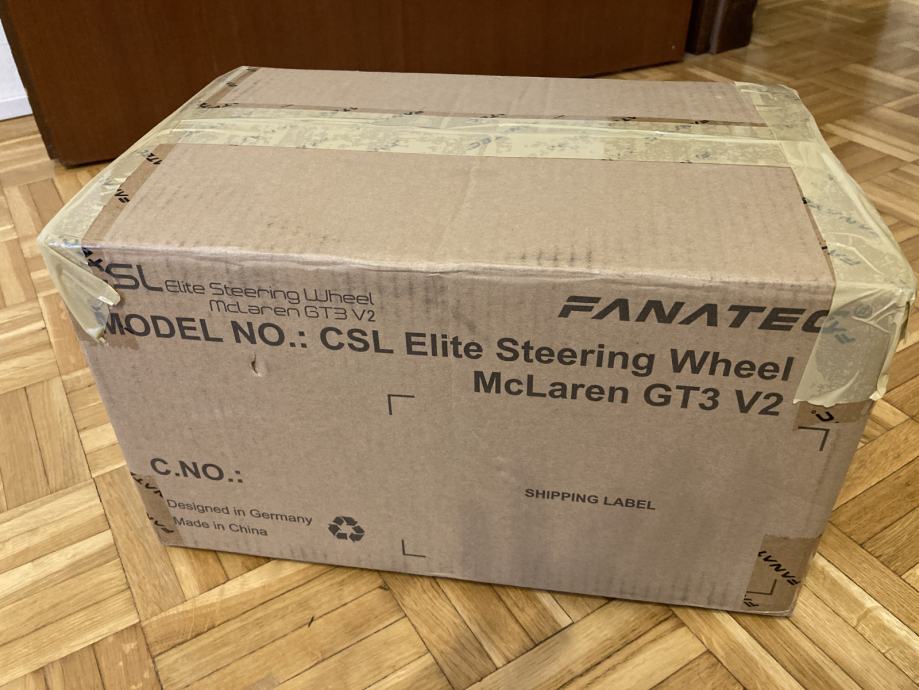 CSL Elite Steering Wheel
McLaren GT3 V2
FANATEC
MODEL NO.: CSL Elite Steering Wheel
McLaren GT3 V2
C.NO.:
SHIPPING LABEL
Designed in Germany
Made in China
FANATEC